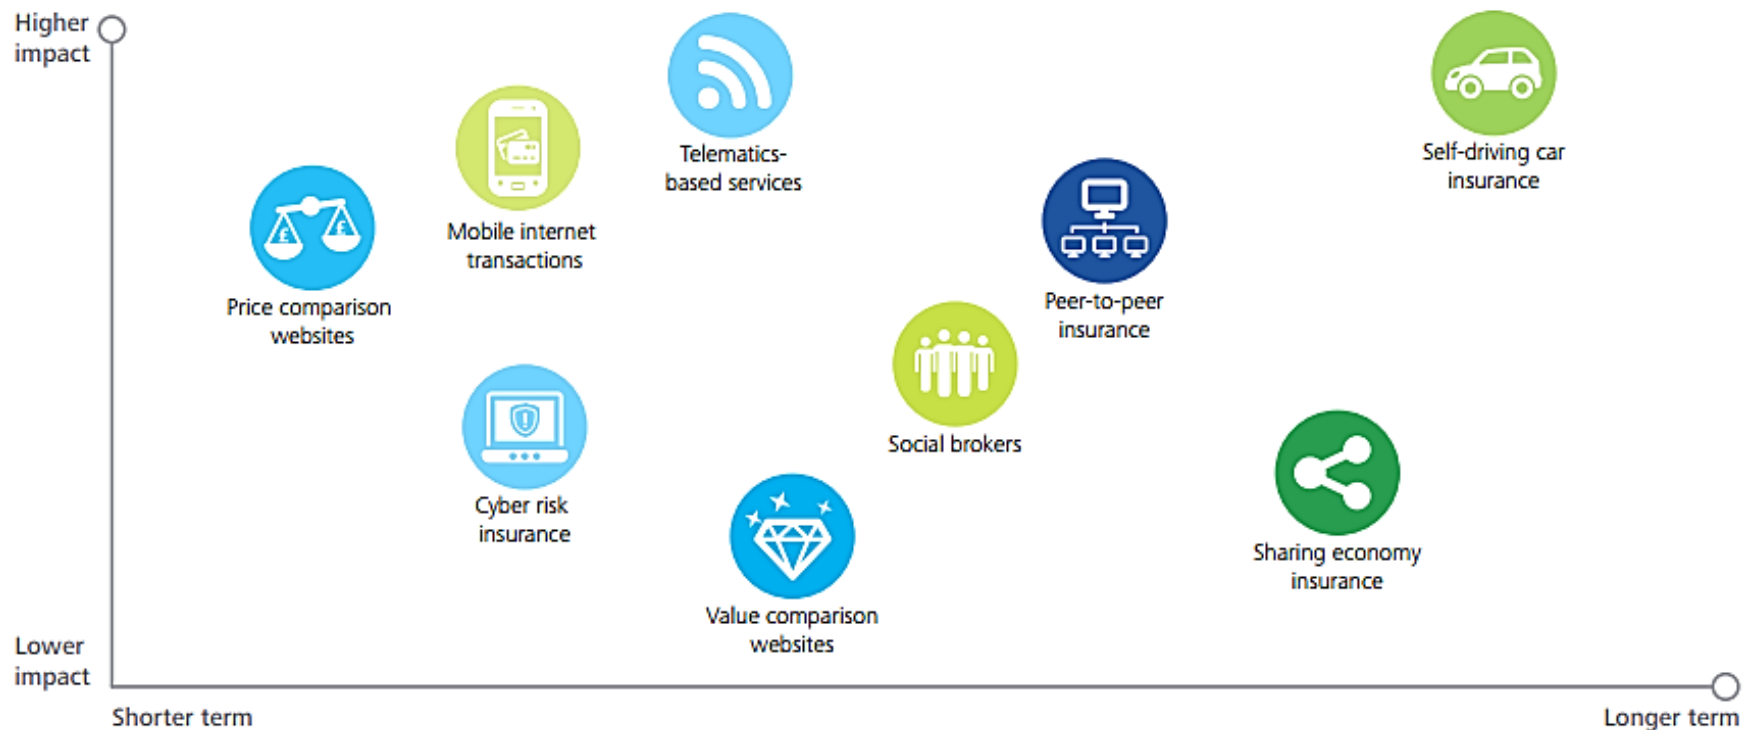 Higher
impact
Telematics-
based services
Self-driving car
insurance
Mobile internet
transactions
Price comparison
websites
££
Peer-to-peer
insurance
Social brokers
Cyber risk
insurance
Sharing economy
insurance
Value comparison
websites
Lower
impact
Shorter term
Longer term